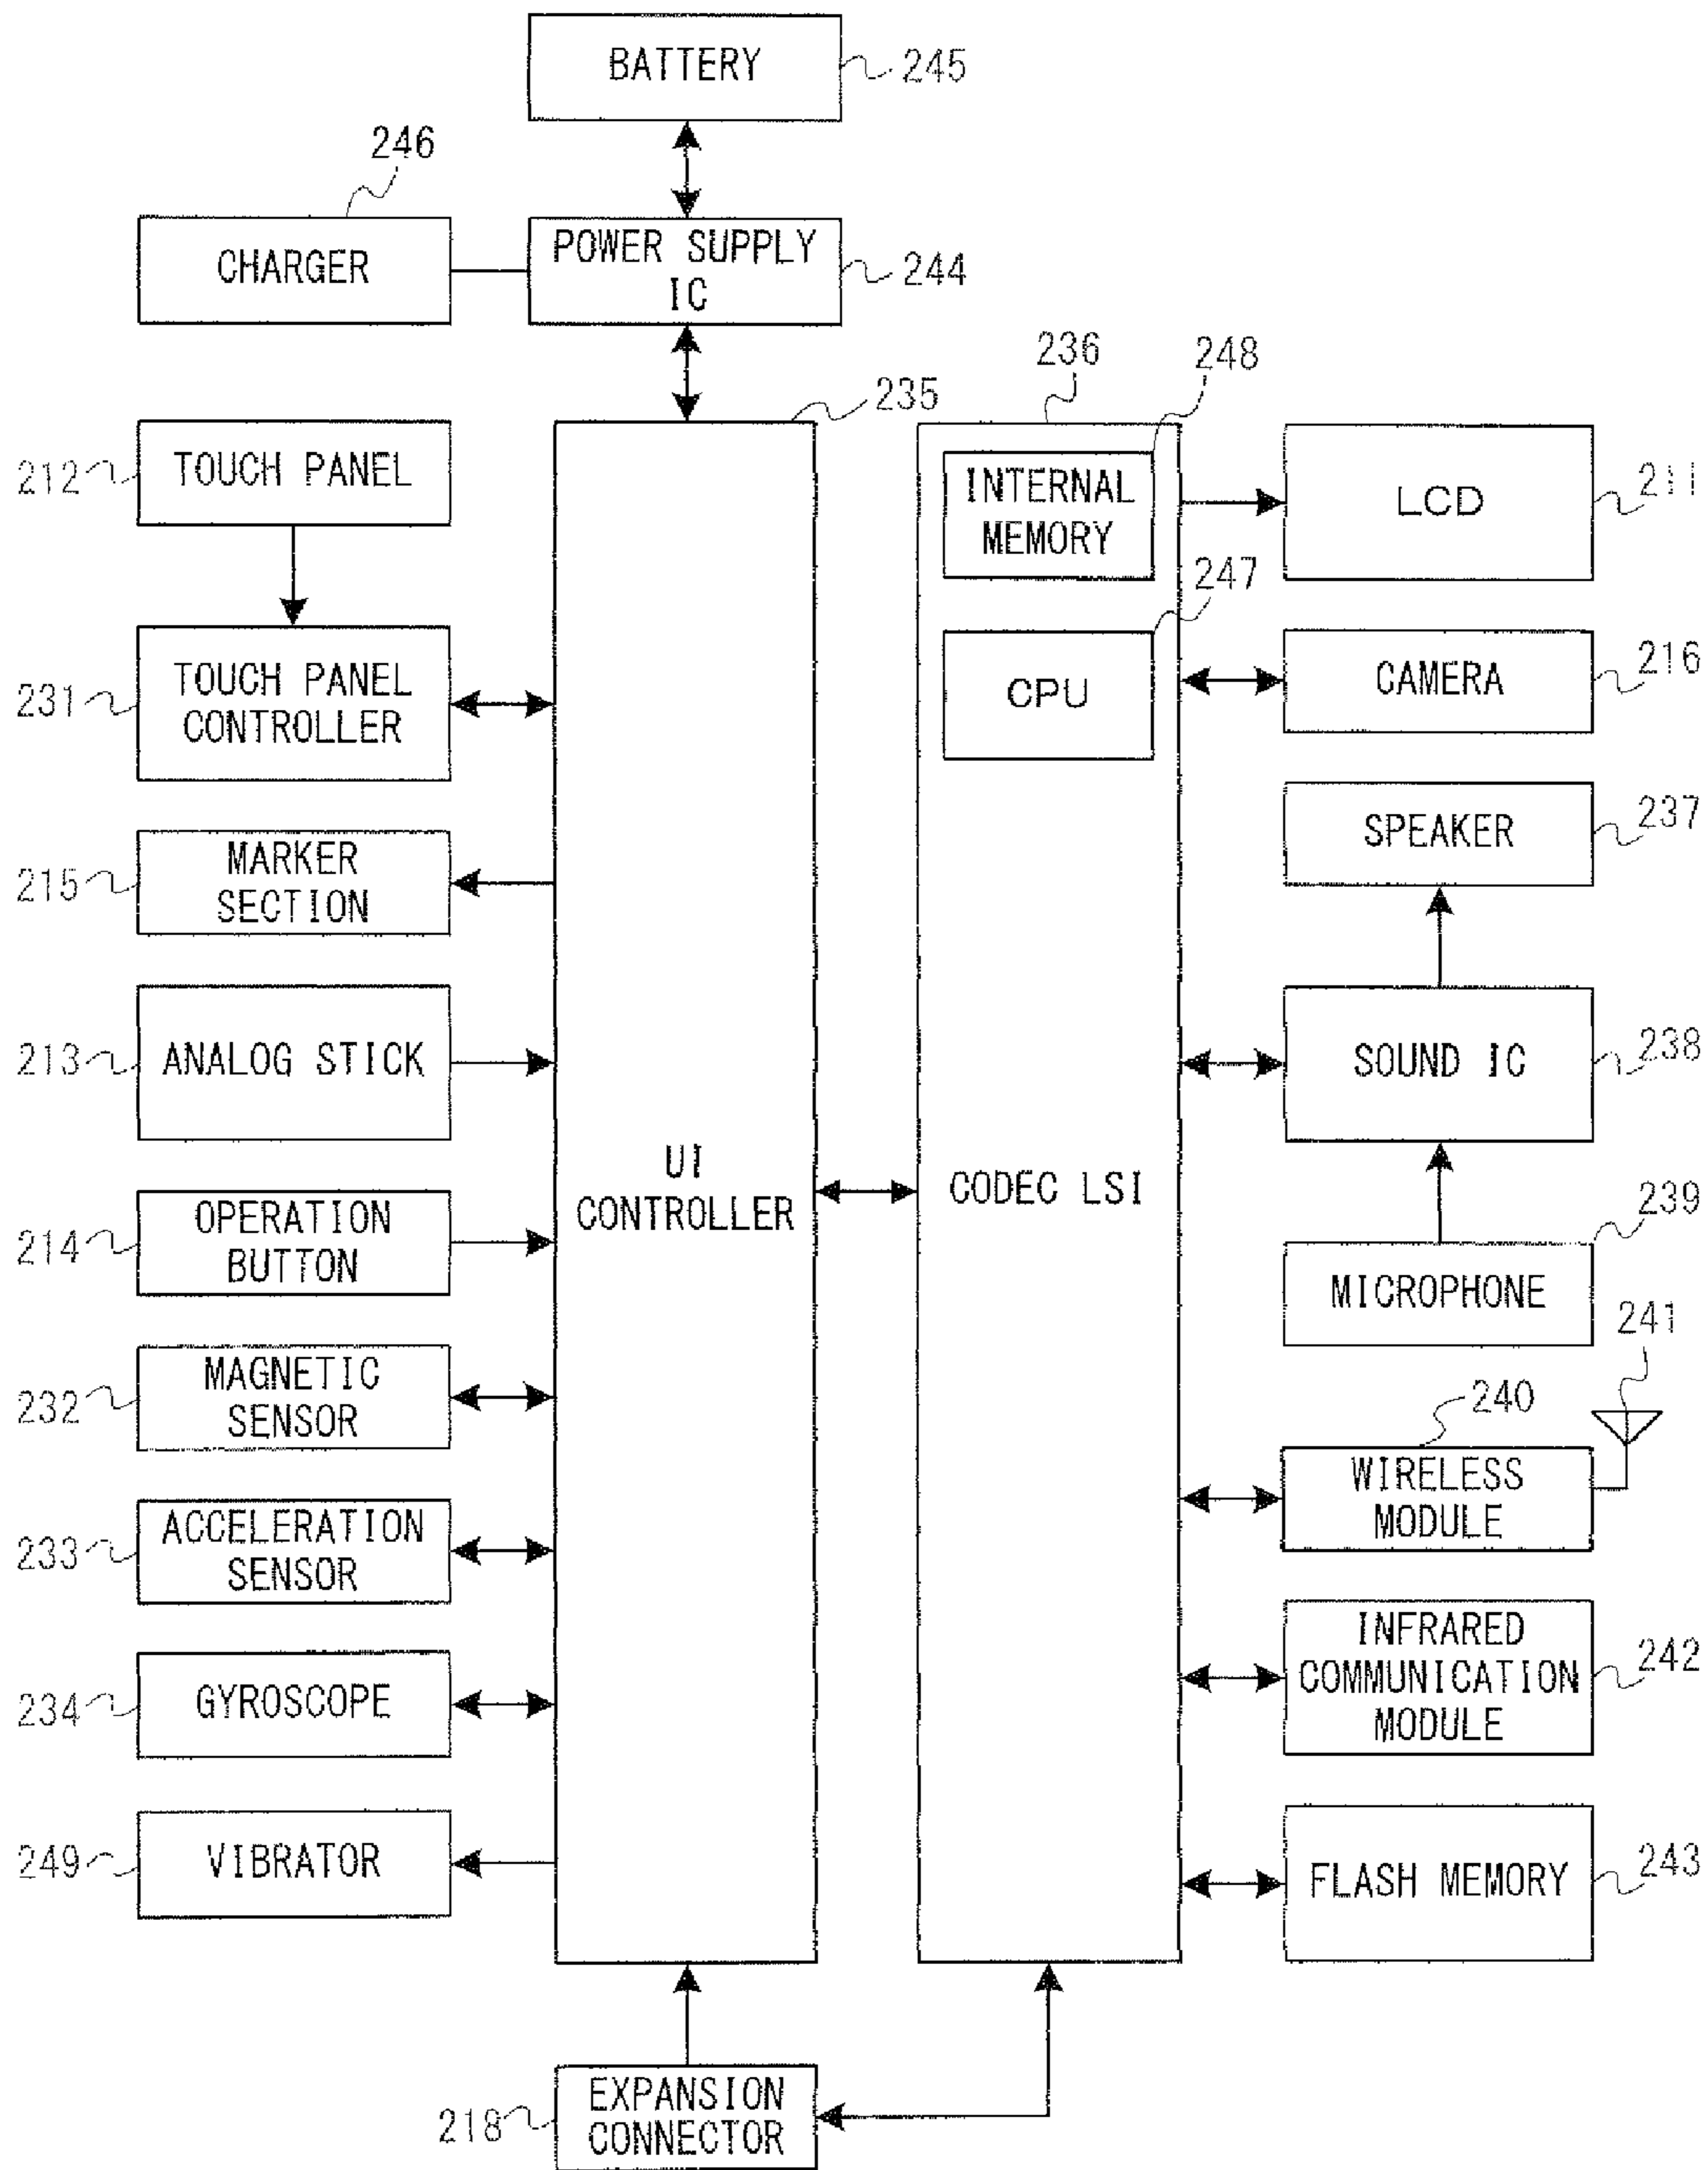 BATTERY
245
246
CHARGER
POWER SUPPLY
IC
244
235
236
248
TOUCH PANEL
212
INTERNAL
MEMORY
LCD
211
247
TOUCH PANEL
CONTROLLER
231
CPU
CAMERA
216
MARKER
SECTION
215
SPEAKER
237
ANALOG STICK
213
SOUND IC
238
UI
CONTROLLER
CODEC LSI
OPERATION
BUTTON
214
239
MICROPHONE
241
MAGNETIC
SENSOR
232
240
WIRELESS
MODULE
ACCELERATION
SENSOR
233
INFRARED
COMMUNICATION
MODULE
242
GYROSCOPE
234
VIBRATOR
249
FLASH MEMORY
243
EXPANSION
CONNECTOR
218